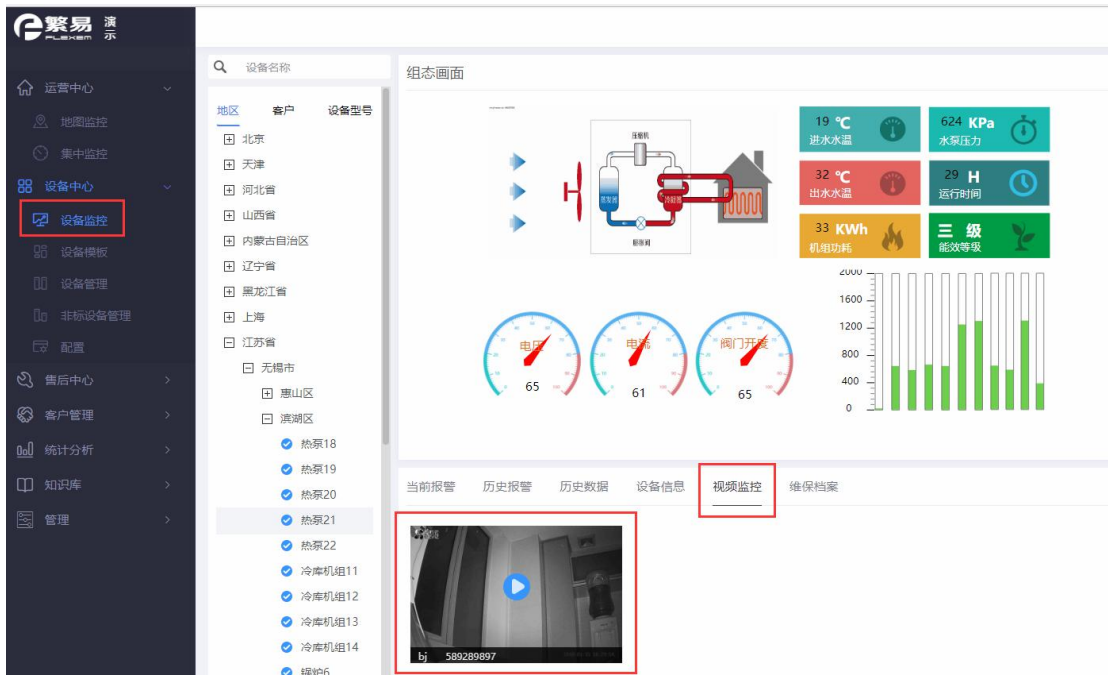 繁易 演示
FLEXEM
运营中心
地图监控
集中监控
设备中心
设备监控
设备模板
设备管理
非标设备管理
配置
售后中心
客户管理
统计分析
知识库
管理
设备名称
地区 客户 设备型号
北京
天津
河北省
山西省
内蒙古自治区
辽宁省
黑龙江省
上海
江苏省
无锡市
惠山区
滨湖区
热泵18
热泵19
热泵20
热泵21
热泵22
冷库机组11
冷库机组12
冷库机组13
冷库机组14
锅炉6
组态画面
压缩机
蒸发器
冷凝器
膨胀阀
19 ℃
进水水温
624 KPa
水泵压力
32 ℃
出水水温
29 H
运行时间
33 KWh
机组功耗
三 级
能效等级
电压
65
电流
61
阀门开度
65
2000
1600
1200
800
400
0
当前报警 历史报警 历史数据 设备信息 视频监控 维保档案
bj 589289897